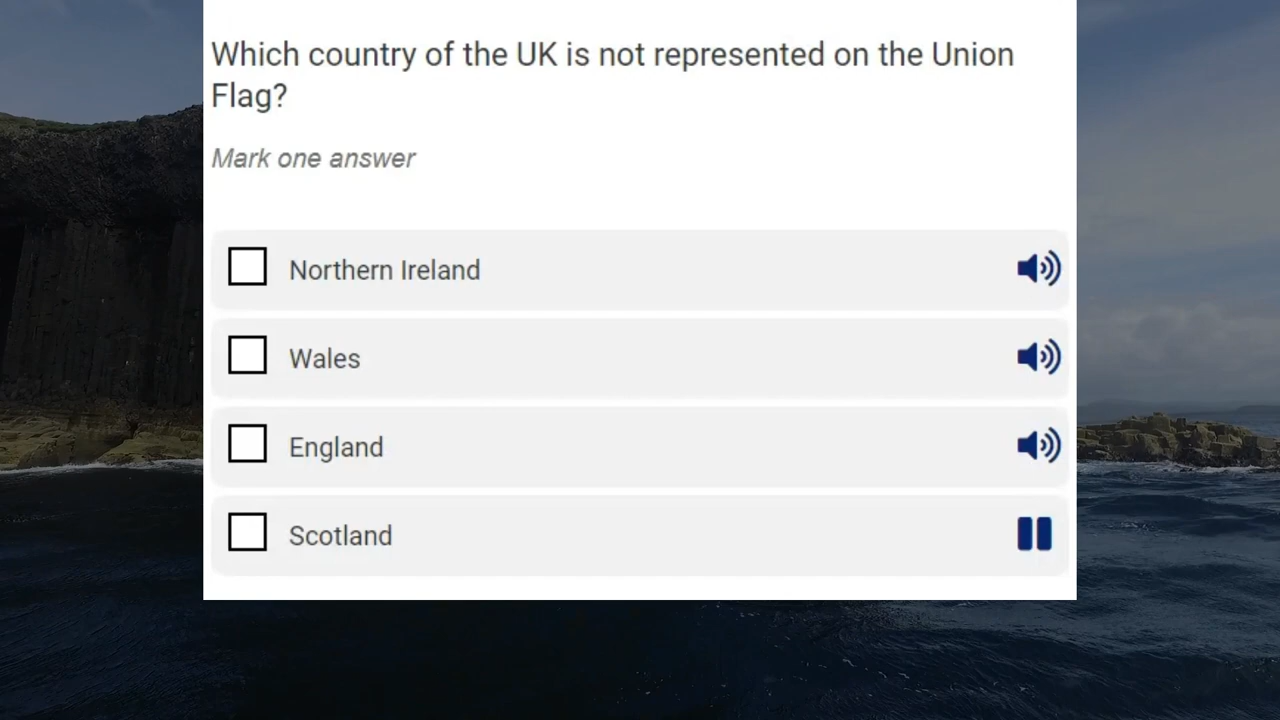 Which country of the UK is not represented on the Union
Flag?
Mark one answer
Northern Ireland
Wales
England
Scotland